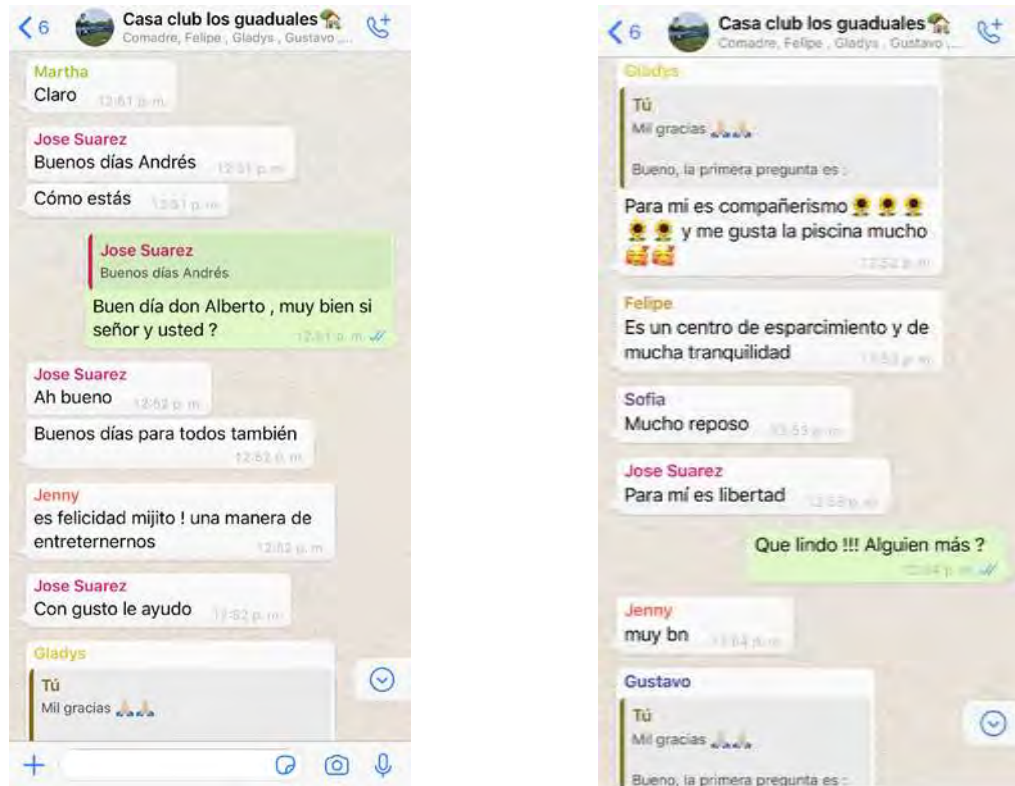 6
Casa club los guaduales
Comadre, Felipe , Gladys , Gustavo ,...
Martha
Claro 12:51 p. m.
Jose Suarez
Buenos días Andrés 12:51 p. m.
Cómo estás 12:51 p. m.
Jose Suarez
Buenos días Andrés
Buen día don Alberto , muy bien si
señor y usted ? 12:51 p. m.
Jose Suarez
Ah bueno 12:52 p. m.
Buenos días para todos también
12:52 p. m.
Jenny
es felicidad mijito ! una manera de
entreternernos 12:52 p. m.
Jose Suarez
Con gusto le ayudo 12:52 p. m.
Gladys
Tú
Mil gracias 🙏🏼🙏🏼
6
Casa club los guaduales
Comadre, Felipe , Gladys , Gustavo ,...
Gladys
Tú
Mil gracias 🙏🏼🙏🏼
Bueno, la primera pregunta es :
Para mi es compañerismo 🌻🌻🌻
🌻🌻 y me gusta la piscina mucho
🥰🥰 12:52 p. m.
Felipe
Es un centro de esparcimiento y de
mucha tranquilidad 12:53 p. m.
Sofia
Mucho reposo 12:53 p. m.
Jose Suarez
Para mí es libertad 12:53 p. m.
Que lindo !!! Alguien más ?
12:54 p. m.
Jenny
muy bn 12:54 p. m.
Gustavo
Tú
Mil gracias 🙏🏼🙏🏼
Bueno, la primera pregunta es :